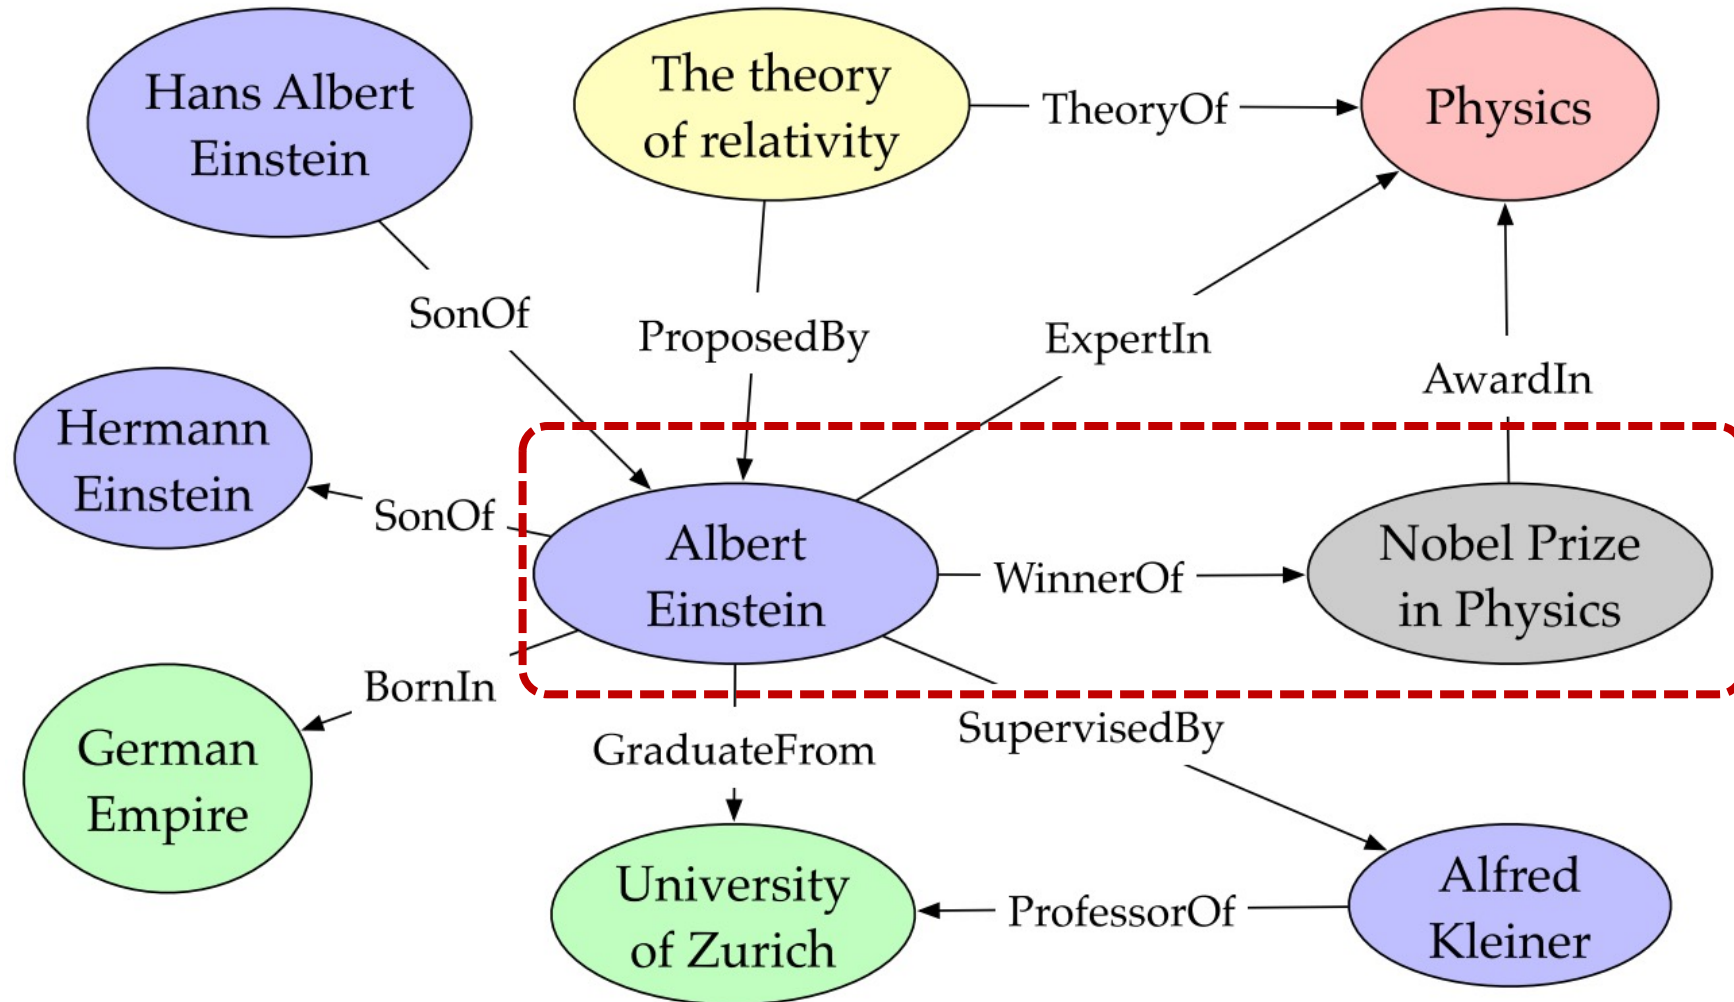 Hans Albert
Einstein
The theory
of relativity
TheoryOf
Physics
SonOf
ProposedBy
ExpertIn
AwardIn
Hermann
Einstein
SonOf
Albert
Einstein
WinnerOf
Nobel Prize
in Physics
BornIn
German
Empire
GraduateFrom
SupervisedBy
University
of Zurich
ProfessorOf
Alfred
Kleiner